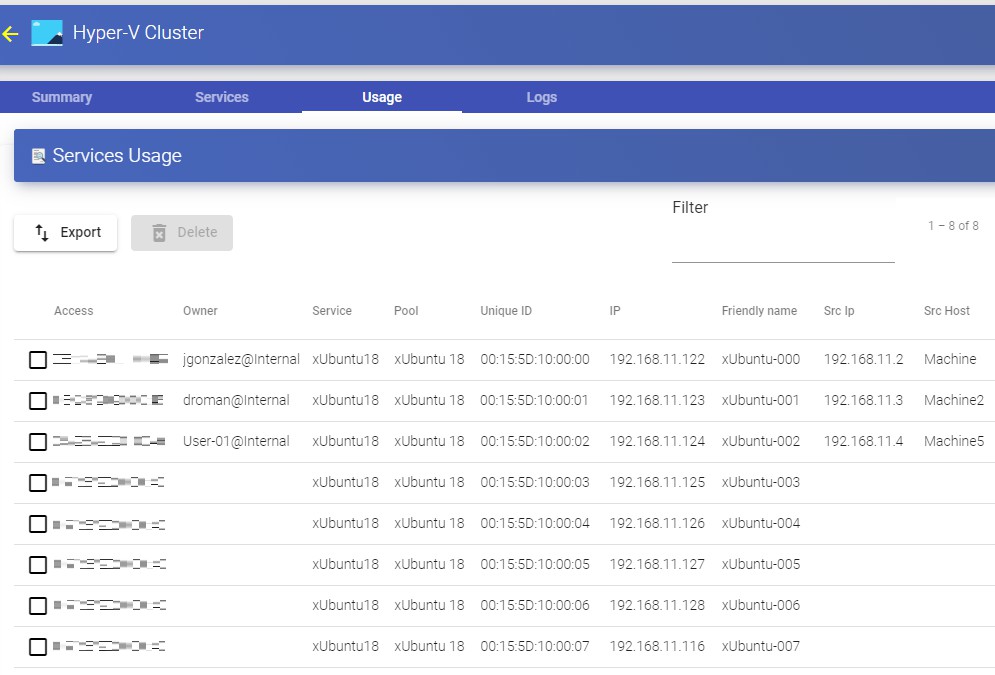 Hyper-V Cluster
Summary Services Usage Logs
Services Usage
Export Delete Filter 1 – 8 of 8
Access Owner Service Pool Unique ID IP Friendly name Src Ip Src Host
jgonzalez@Internal xUbuntu18 xUbuntu 18 00:15:5D:10:00:00 192.168.11.122 xUbuntu-000 192.168.11.2 Machine
droman@Internal xUbuntu18 xUbuntu 18 00:15:5D:10:00:01 192.168.11.123 xUbuntu-001 192.168.11.3 Machine2
User-01@Internal xUbuntu18 xUbuntu 18 00:15:5D:10:00:02 192.168.11.124 xUbuntu-002 192.168.11.4 Machine5
xUbuntu18 xUbuntu 18 00:15:5D:10:00:03 192.168.11.125 xUbuntu-003
xUbuntu18 xUbuntu 18 00:15:5D:10:00:04 192.168.11.126 xUbuntu-004
xUbuntu18 xUbuntu 18 00:15:5D:10:00:05 192.168.11.127 xUbuntu-005
xUbuntu18 xUbuntu 18 00:15:5D:10:00:06 192.168.11.128 xUbuntu-006
xUbuntu18 xUbuntu 18 00:15:5D:10:00:07 192.168.11.116 xUbuntu-007